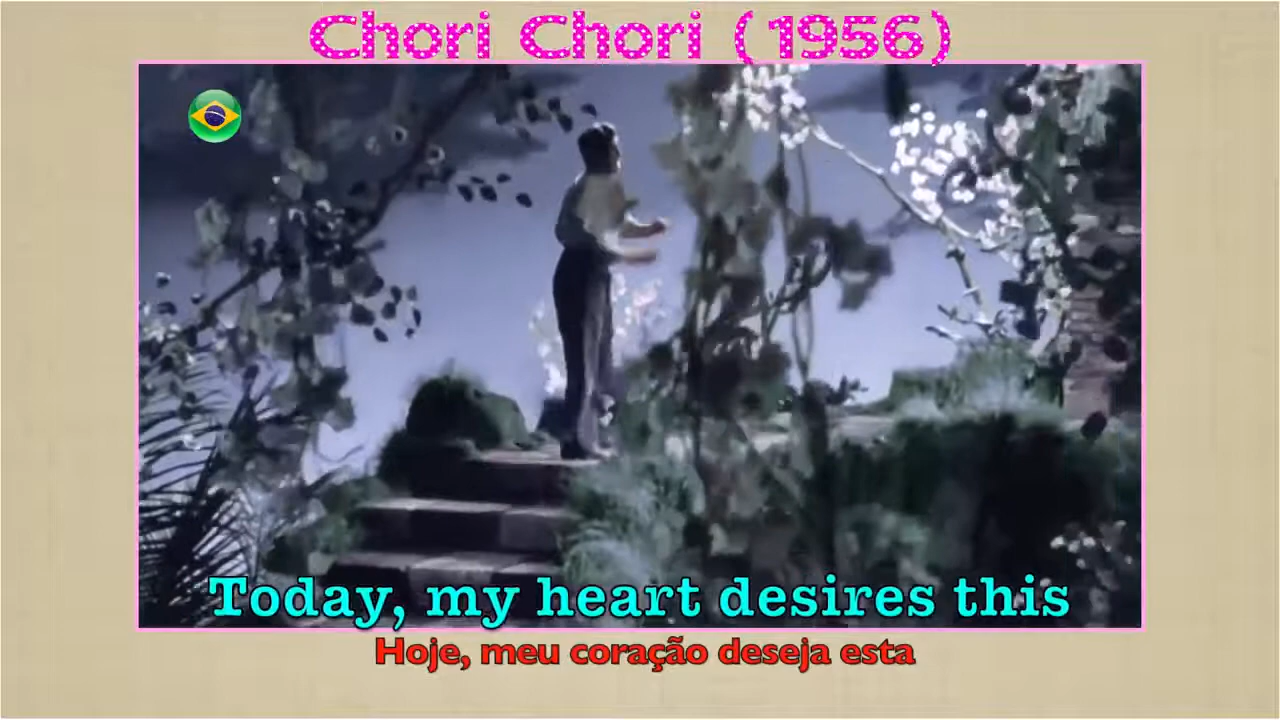 Chori Chori (1956)
Today, my heart desires this
Hoje, meu coração deseja esta